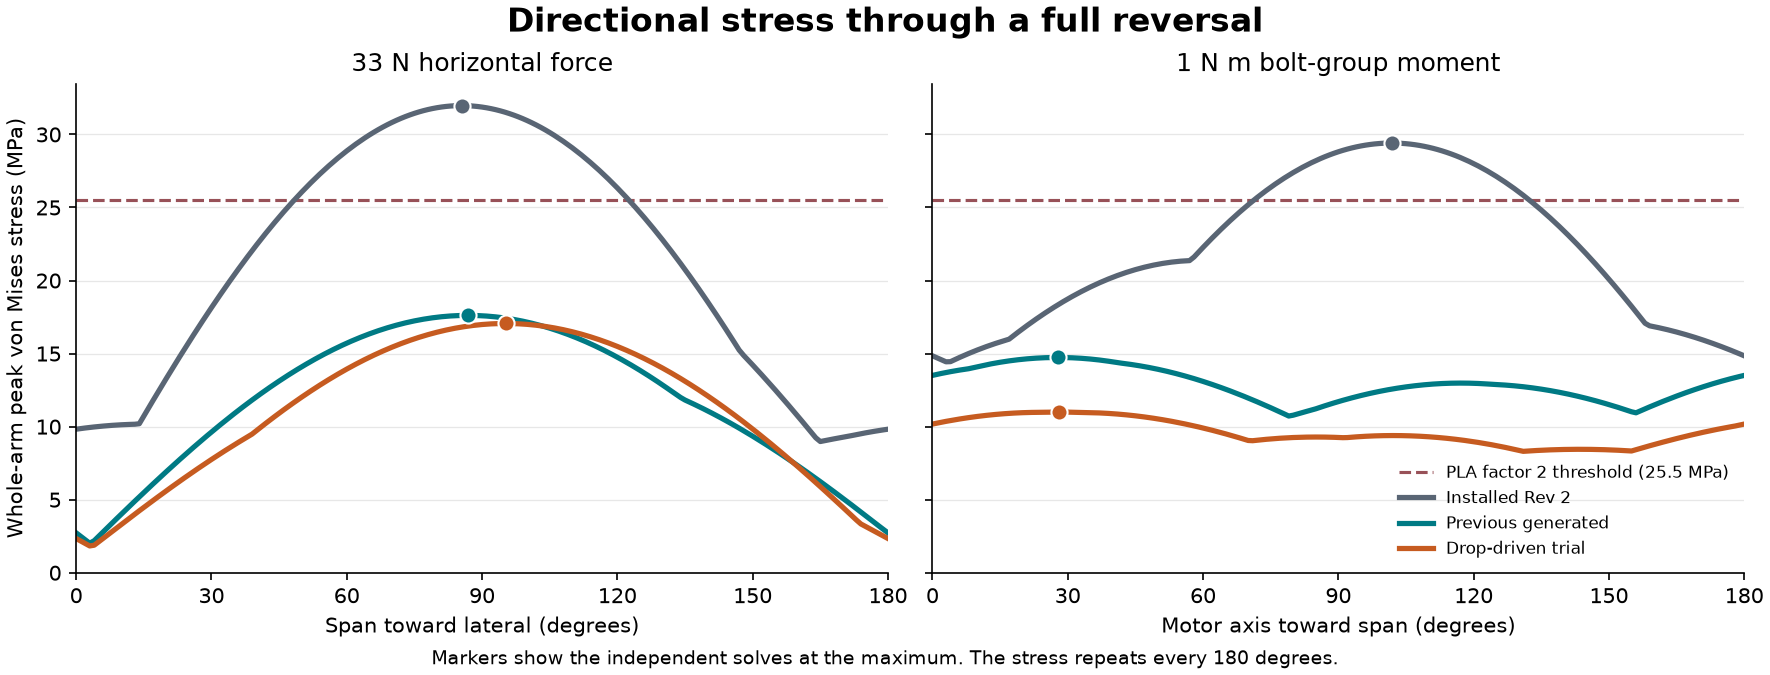 Directional stress through a full reversal
33 N horizontal force
1 N m bolt-group moment
Whole-arm peak von Mises stress (MPa)
30
25
20
15
10
5
0
0 30 60 90 120 150 180
0 30 60 90 120 150 180
Span toward lateral (degrees)
Motor axis toward span (degrees)
PLA factor 2 threshold (25.5 MPa)
Installed Rev 2
Previous generated
Drop-driven trial
Markers show the independent solves at the maximum. The stress repeats every 180 degrees.